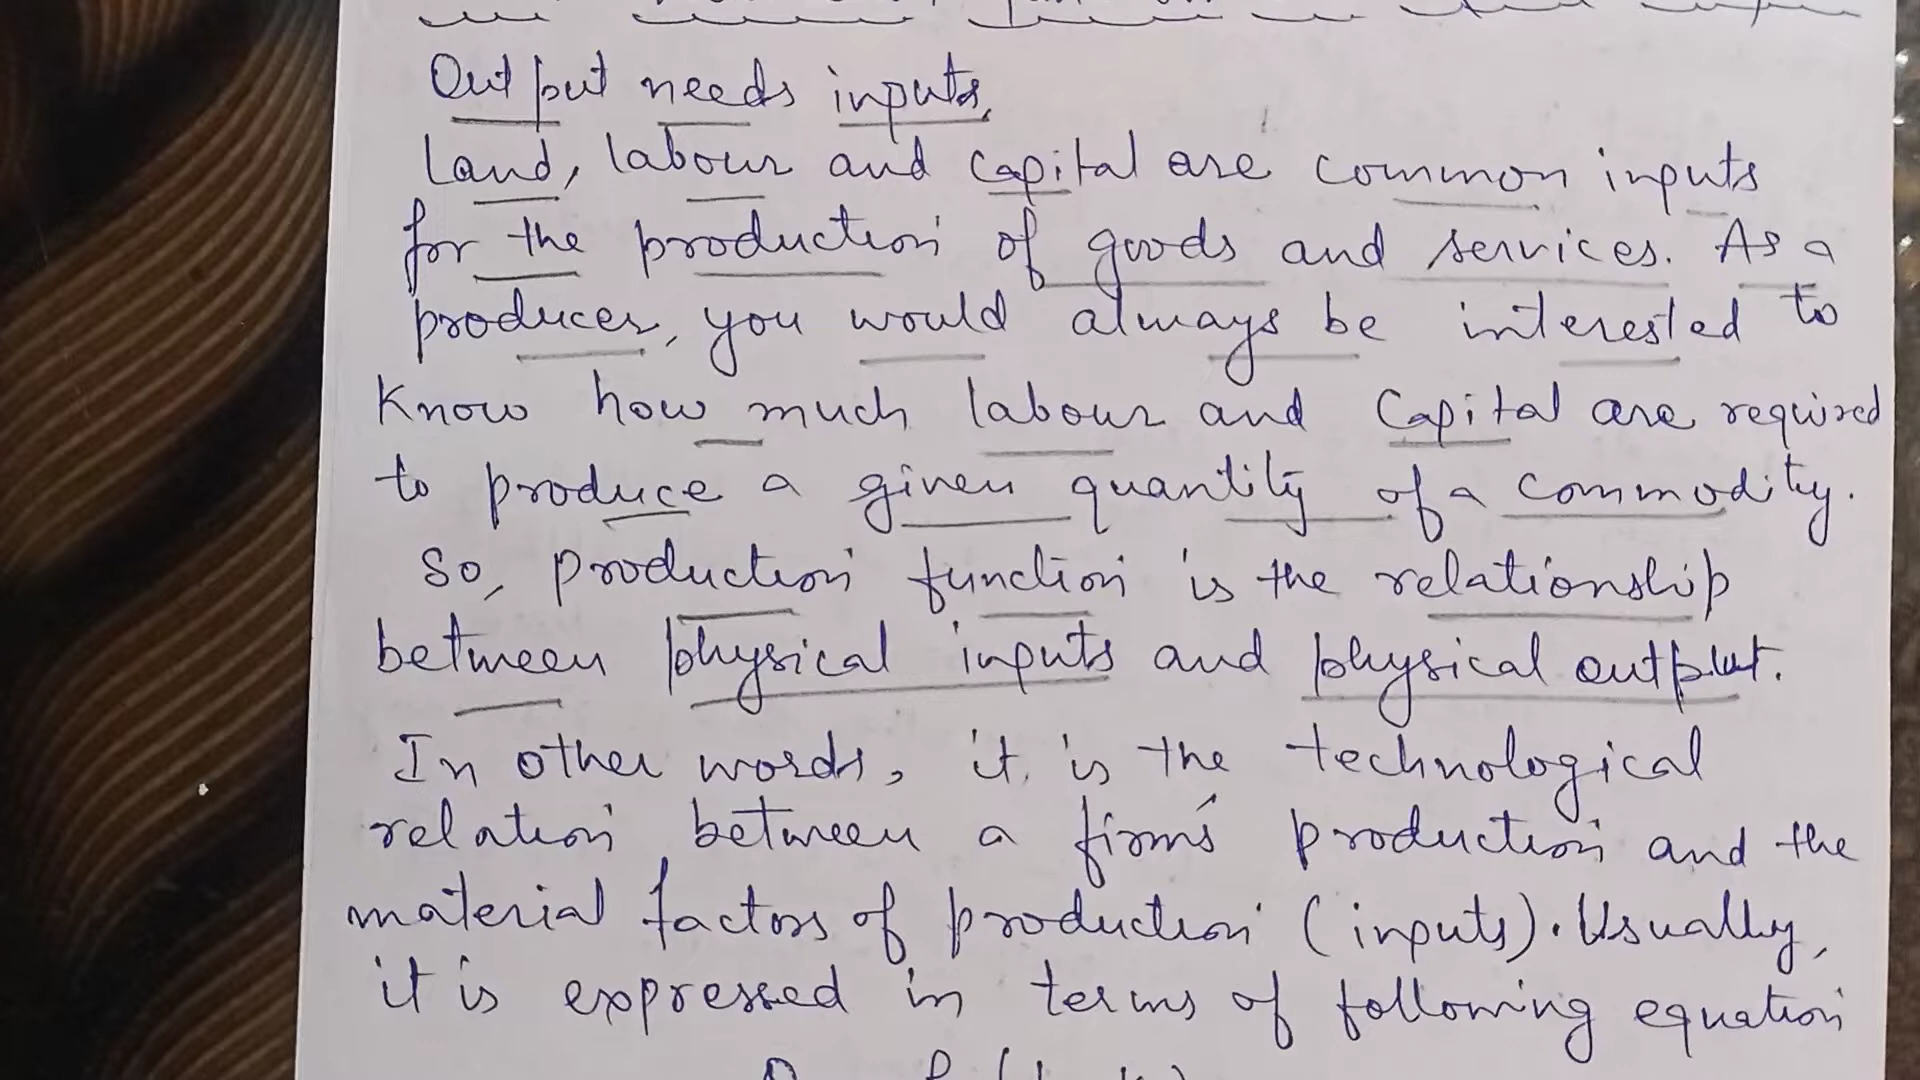 Output needs inputs.
Land, labour and capital are common inputs
for the production of goods and services. As a
producer, you would always be interested to
know how much labour and capital are required
to produce a given quantity of a commodity.
So, production function is the relationship
between physical inputs and physical output.
In other words, it is the technological
relation between a firm's production and the
material factors of production (inputs). Usually,
it is expressed in terms of following equation